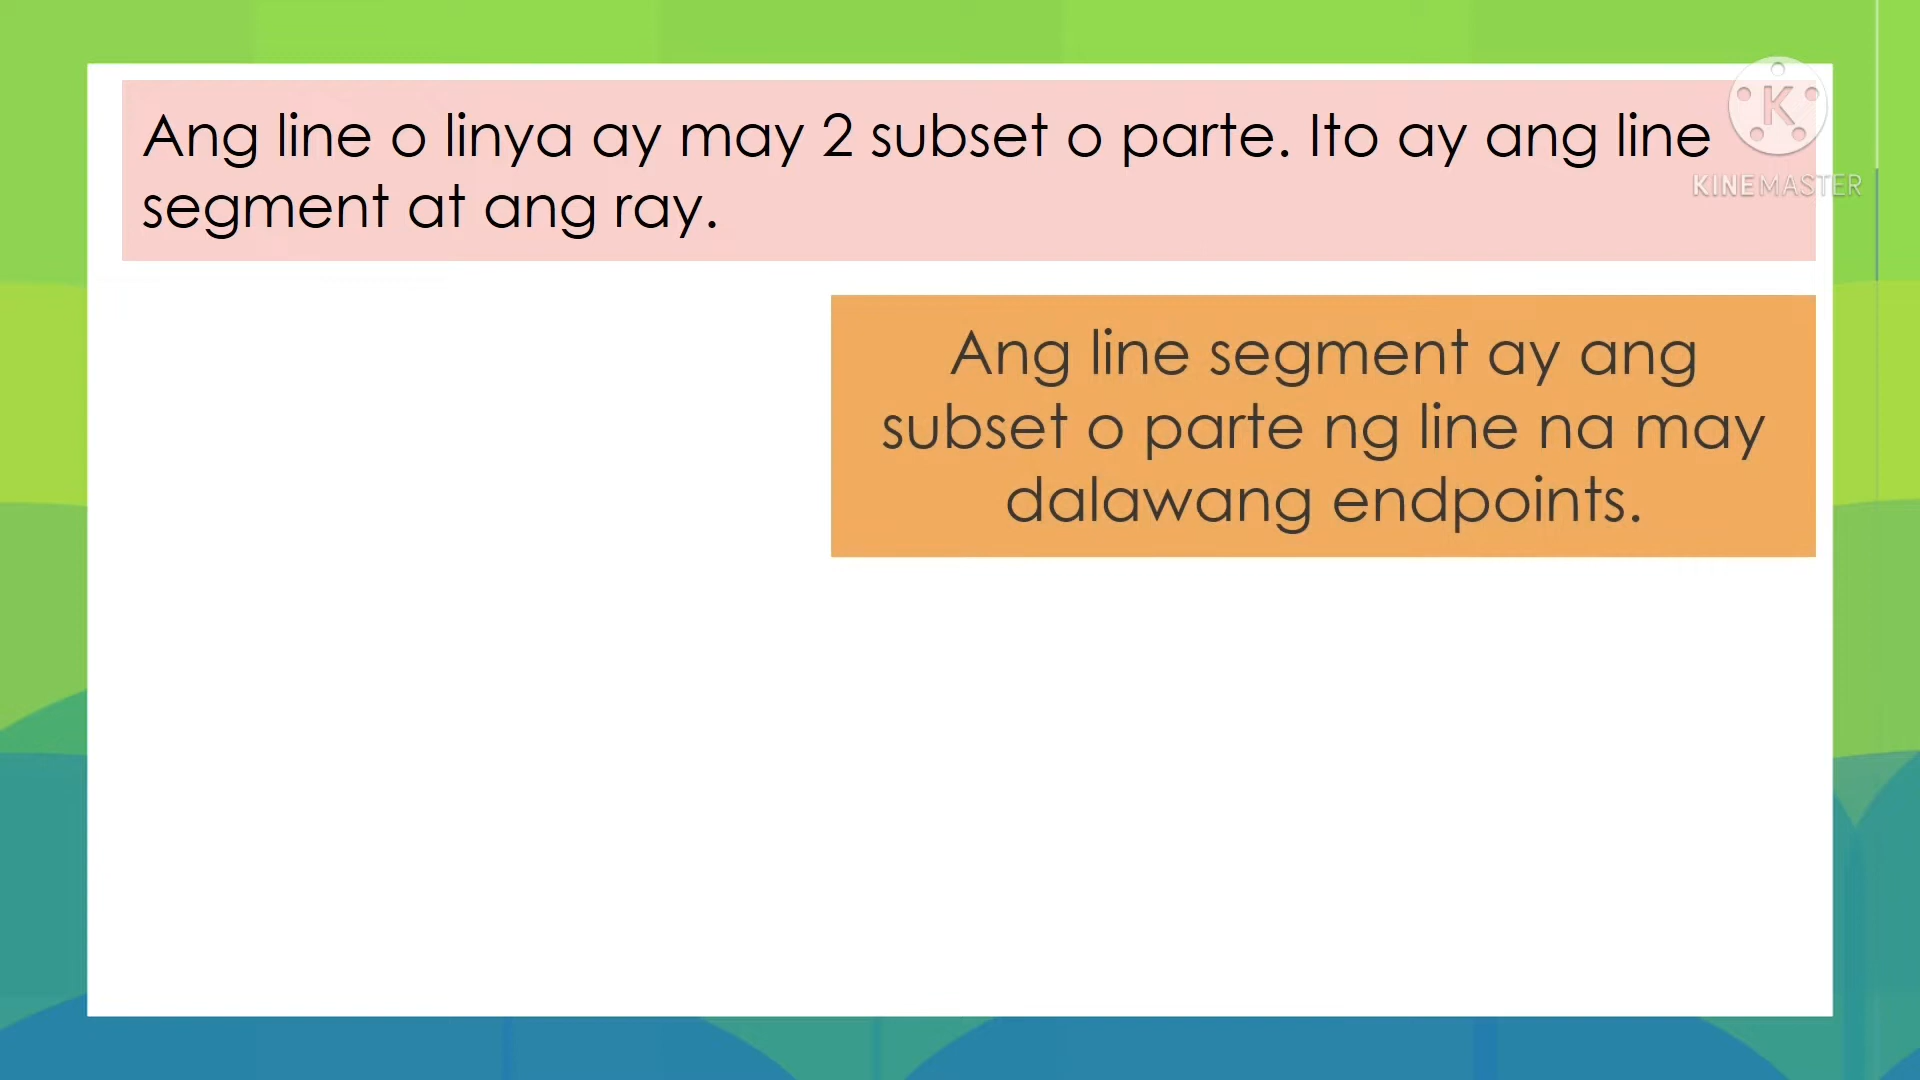 Ang line o linya ay may 2 subset o parte. Ito ay ang line
segment at ang ray.
K
KINEMASTER
Ang line segment ay ang
subset o parte ng line na may
dalawang endpoints.